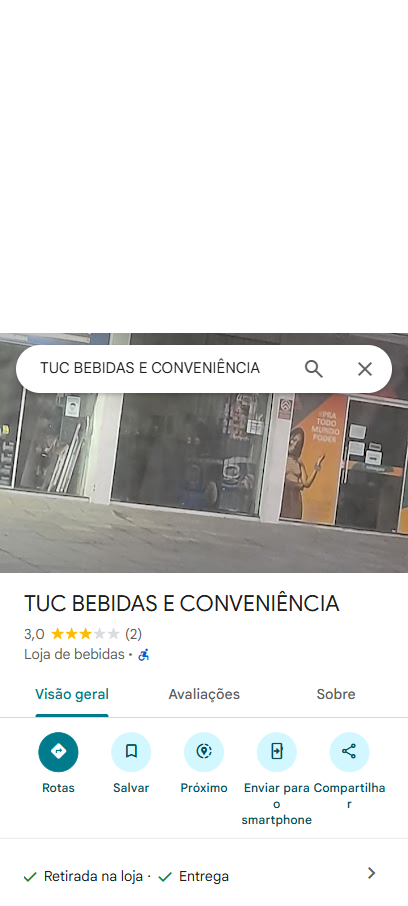 TUC BEBIDAS E CONVENIÊNCIA
#PRA
TODO
MUNDO
PODER
TUC BEBIDAS E CONVENIÊNCIA
3,0 (2)
Loja de bebidas ·
Visão geral Avaliações Sobre
Rotas Salvar Próximo Enviar para o smartphone Compartilhar
Retirada na loja · Entrega